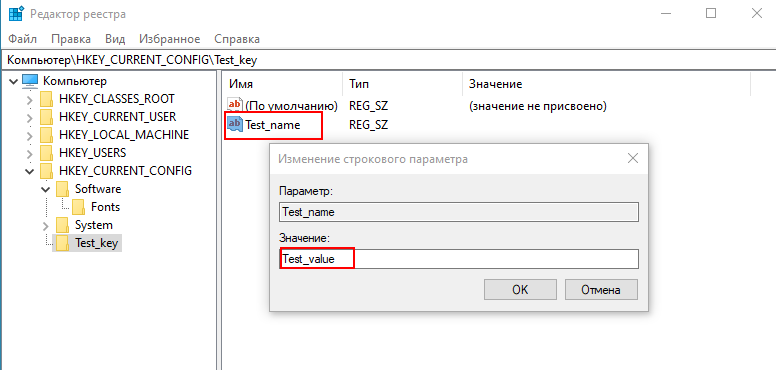 Редактор реестра
Файл Правка Вид Избранное Справка
Компьютер\HKEY_CURRENT_CONFIG\Test_key
Компьютер
HKEY_CLASSES_ROOT
HKEY_CURRENT_USER
HKEY_LOCAL_MACHINE
HKEY_USERS
HKEY_CURRENT_CONFIG
Software
Fonts
System
Test_key
Имя Тип Значение
ab (По умолчанию) REG_SZ (значение не присвоено)
ab Test_name REG_SZ
Изменение строкового параметра
Параметр:
Test_name
Значение:
Test_value
OK Отмена